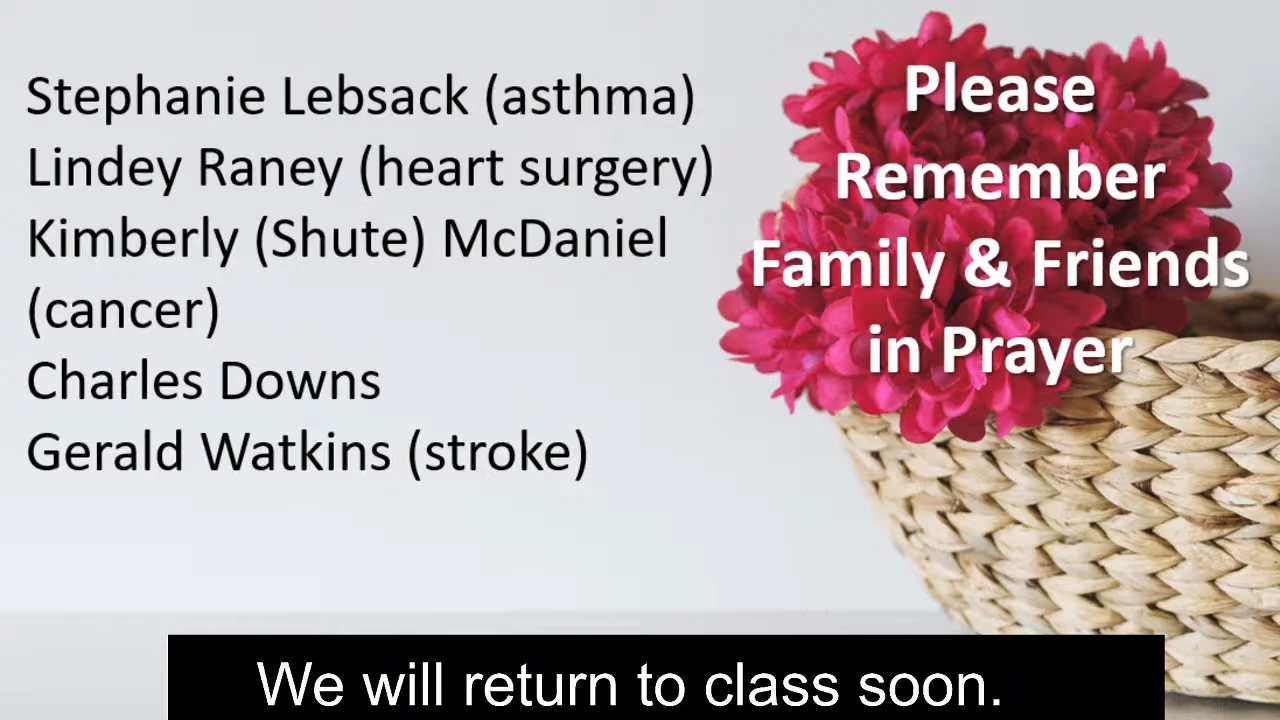 Stephanie Lebsack (asthma)
Lindey Raney (heart surgery)
Kimberly (Shute) McDaniel
(cancer)
Charles Downs
Gerald Watkins (stroke)
Please
Remember
Family & Friends
in Prayer
We will return to class soon.